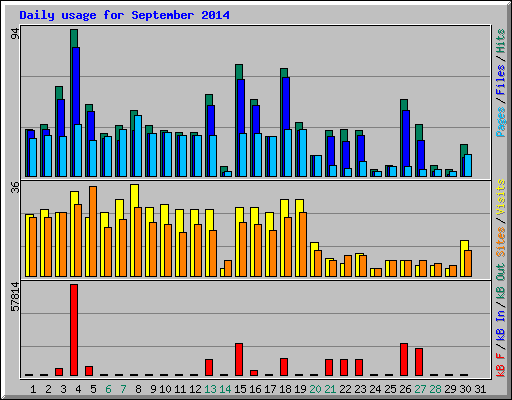 Daily usage for September 2014
94
Pages / Files / Hits
36
Sites / Visits
57814
kB F / kB In / kB Out
1 2 3 4 5 6 7 8 9 10 11 12 13 14 15 16 17 18 19 20 21 22 23 24 25 26 27 28 29 30 31